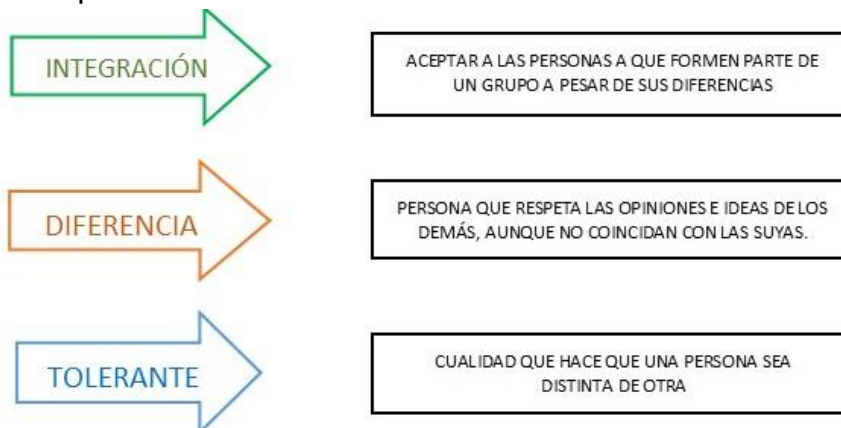 INTEGRACIÓN
ACEPTAR A LAS PERSONAS A QUE FORMEN PARTE DE
UN GRUPO A PESAR DE SUS DIFERENCIAS
DIFERENCIA
PERSONA QUE RESPETA LAS OPINIONES E IDEAS DE LOS
DEMÁS, AUNQUE NO COINCIDAN CON LAS SUYAS.
TOLERANTE
CUALIDAD QUE HACE QUE UNA PERSONA SEA
DISTINTA DE OTRA